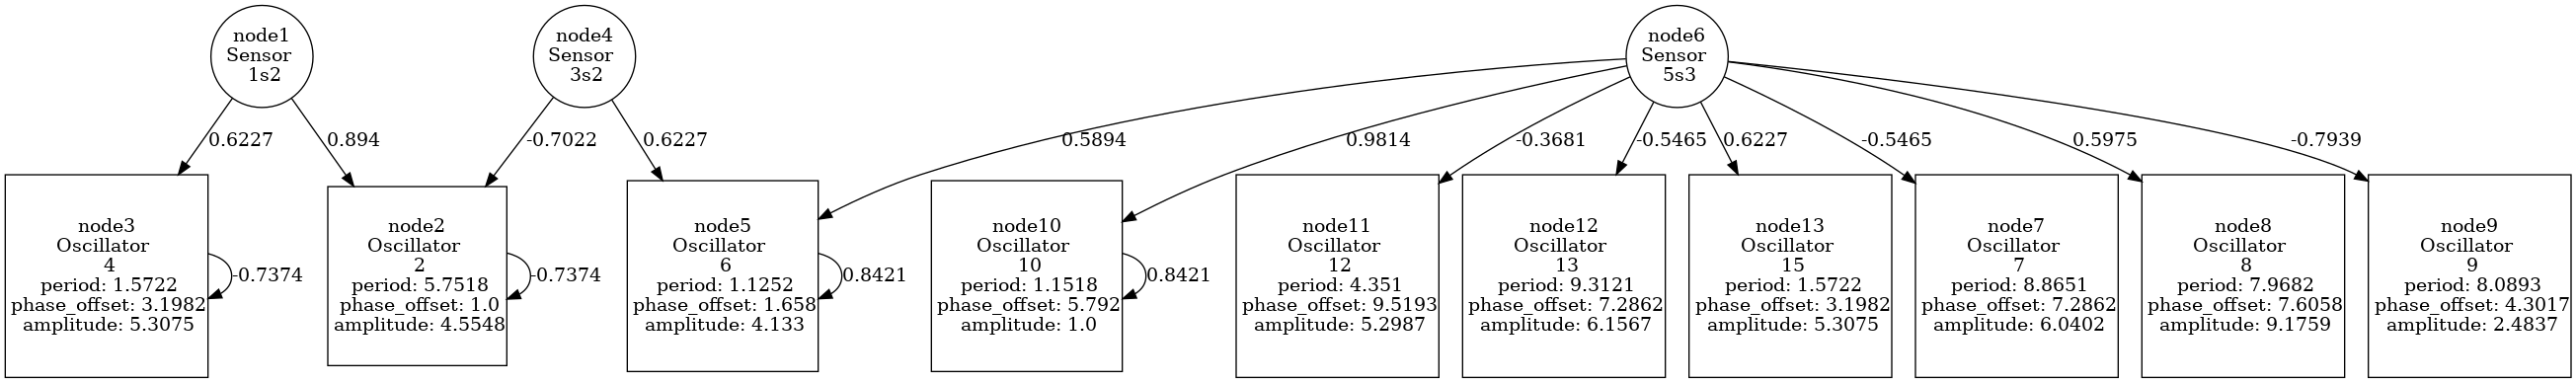 node1
Sensor
1s2
node4
Sensor
3s2
node6
Sensor
5s3
0.6227
0.894
-0.7022
0.6227
0.5894
0.9814
-0.3681
-0.5465
0.6227
-0.5465
0.5975
-0.7939
node3
Oscillator
4
period: 1.5722
phase_offset: 3.1982
amplitude: 5.3075
-0.7374
node2
Oscillator
2
period: 5.7518
phase_offset: 1.0
amplitude: 4.5548
-0.7374
node5
Oscillator
6
period: 1.1252
phase_offset: 1.658
amplitude: 4.133
0.8421
node10
Oscillator
10
period: 1.1518
phase_offset: 5.792
amplitude: 1.0
0.8421
node11
Oscillator
12
period: 4.351
phase_offset: 9.5193
amplitude: 5.2987
node12
Oscillator
13
period: 9.3121
phase_offset: 7.2862
amplitude: 6.1567
node13
Oscillator
15
period: 1.5722
phase_offset: 3.1982
amplitude: 5.3075
node7
Oscillator
7
period: 8.8651
phase_offset: 7.2862
amplitude: 6.0402
node8
Oscillator
8
period: 7.9682
phase_offset: 7.6058
amplitude: 9.1759
node9
Oscillator
9
period: 8.0893
phase_offset: 4.3017
amplitude: 2.4837